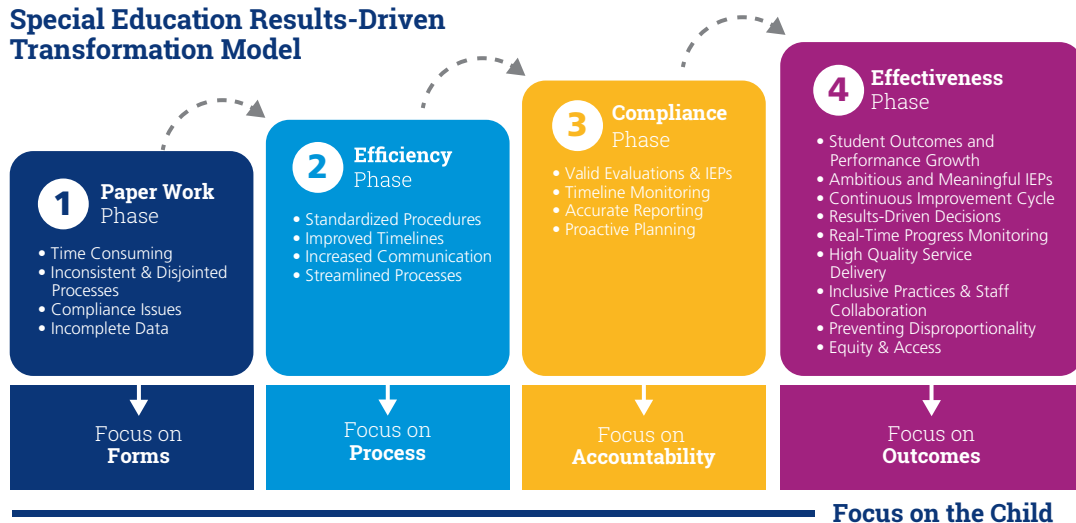 Special Education Results-Driven
Transformation Model
1
Paper Work
Phase
• Time Consuming
• Inconsistent & Disjointed
Processes
• Compliance Issues
• Incomplete Data
Focus on
Forms
2
Efficiency
Phase
• Standardized Procedures
• Improved Timelines
• Increased Communication
• Streamlined Processes
Focus on
Process
3
Compliance
Phase
• Valid Evaluations & IEPs
• Timeline Monitoring
• Accurate Reporting
• Proactive Planning
Focus on
Accountability
4
Effectiveness
Phase
• Student Outcomes and
Performance Growth
• Ambitious and Meaningful IEPs
• Continuous Improvement Cycle
• Results-Driven Decisions
• Real-Time Progress Monitoring
• High Quality Service
Delivery
• Inclusive Practices & Staff
Collaboration
• Preventing Disproportionality
• Equity & Access
Focus on
Outcomes
Focus on the Child